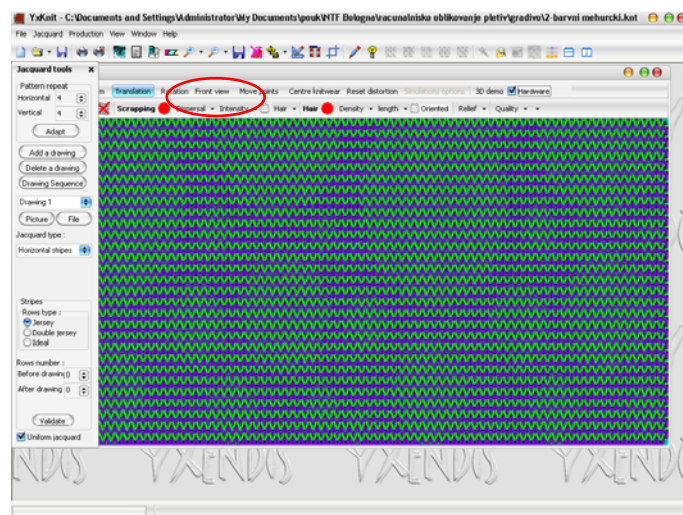 YxKnit - C:\Documents and Settings\Administrator\My Documents\pouk\NTF Bologna\racunalnisko oblikovanje pletiv\gradivo\2-barvni mehurcki.knt
File Jacquard Production View Window Help
Jacquard tools x
Pattern repeat
Horizontal 4
Vertical 4
Adapt
Add a drawing
Delete a drawing
Drawing Sequence
Drawing 1
Picture File
Jacquard type :
Horizontal stripes
Stripes
Rows type :
Jersey
Double jersey
Ideal
Rows number :
Before drawing 0
After drawing 0
Validate
Uniform jacquard
m Translation Rotation Front view Move points Centre knitwear Reset distortion Simulations options 3D demo Hardware
Scrapping Dispersal Intensity Hair Hair Density length Oriented Relief Quality
YXENDIS YXENDIS YXENDIS